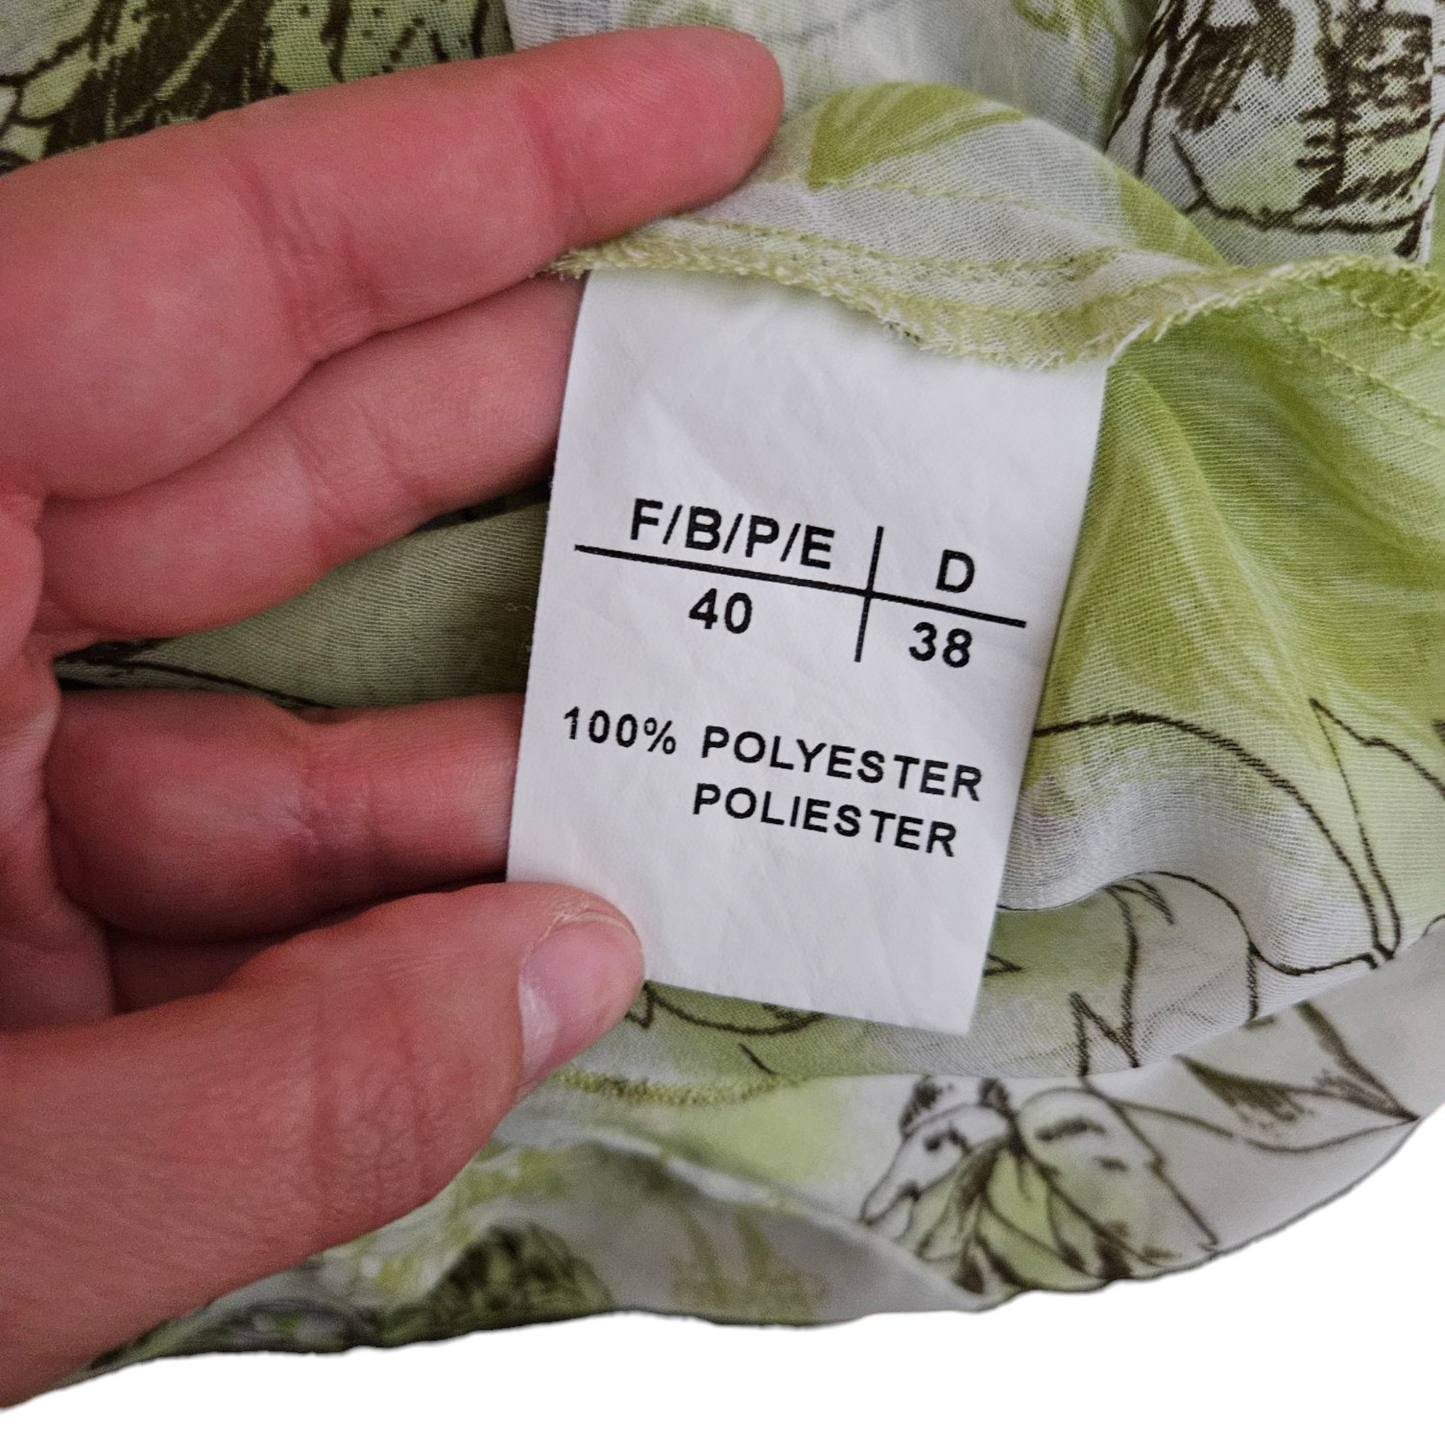 F/B/P/E D
40 38
100% POLYESTER
POLIESTER